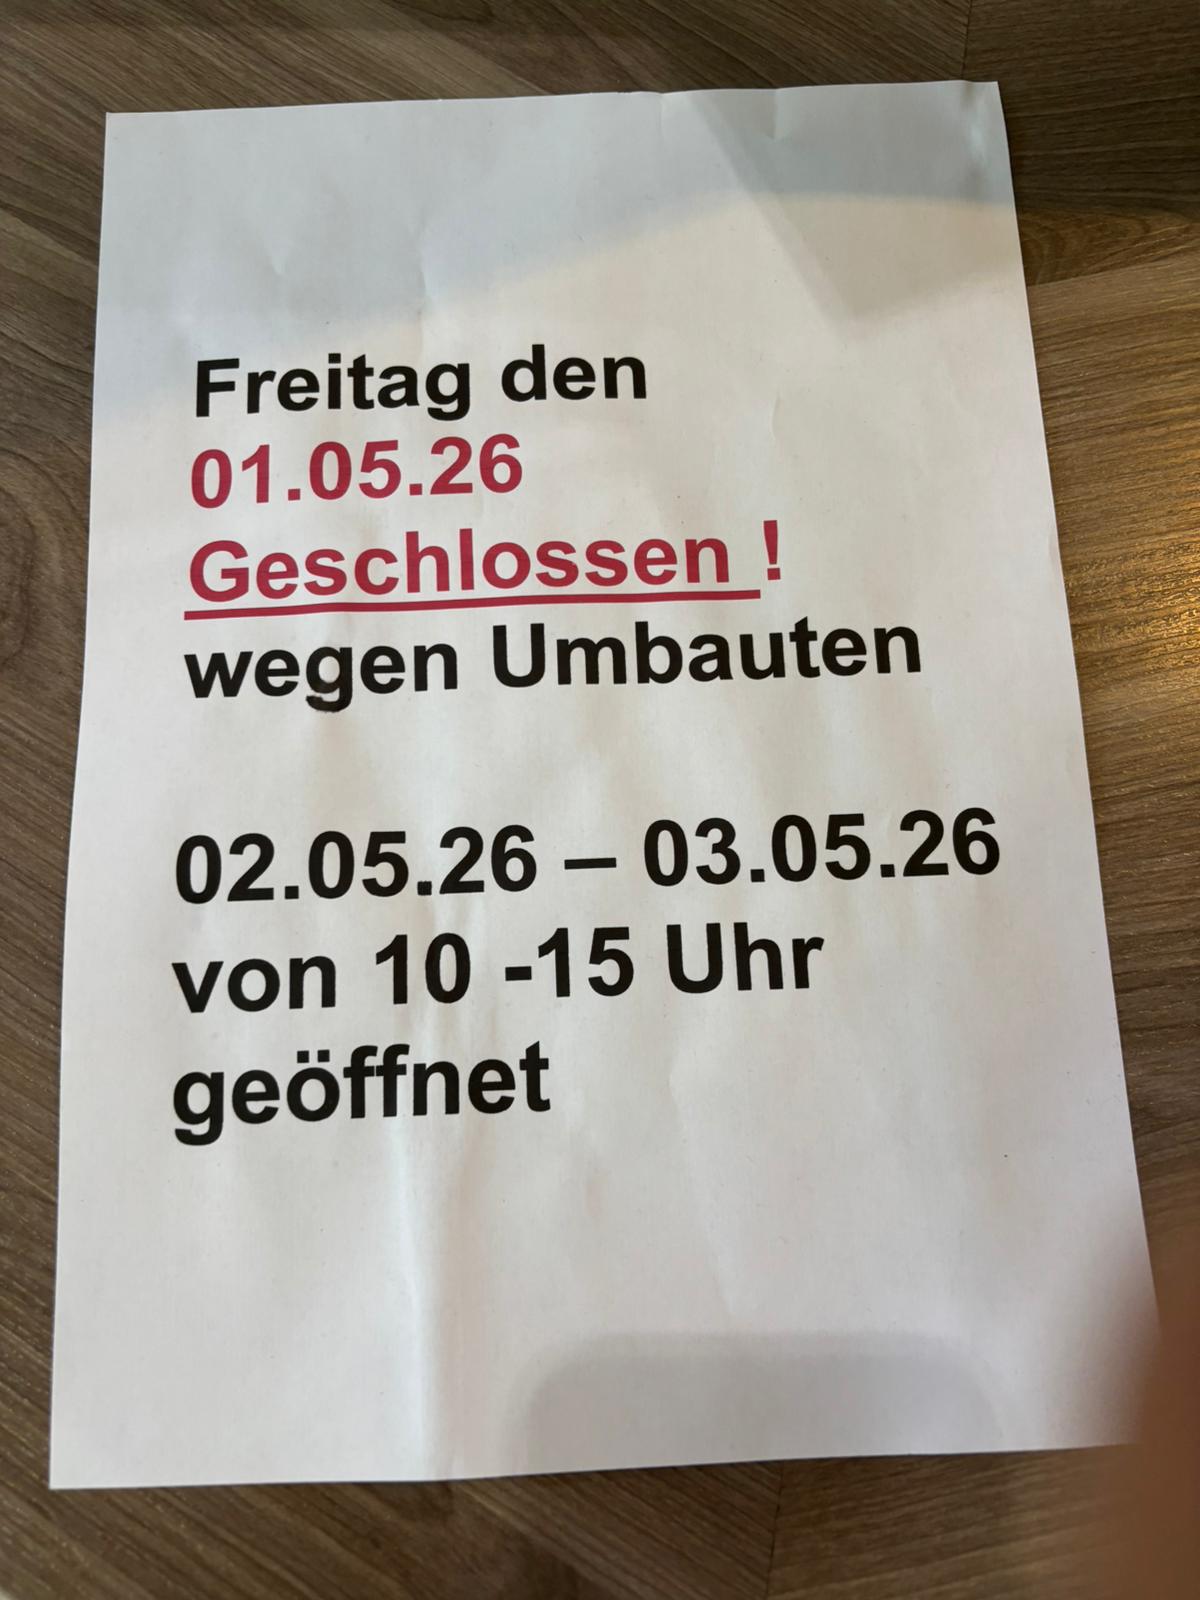 Freitag den
01.05.26
Geschlossen !
wegen Umbauten
02.05.26 – 03.05.26
von 10 -15 Uhr
geöffnet